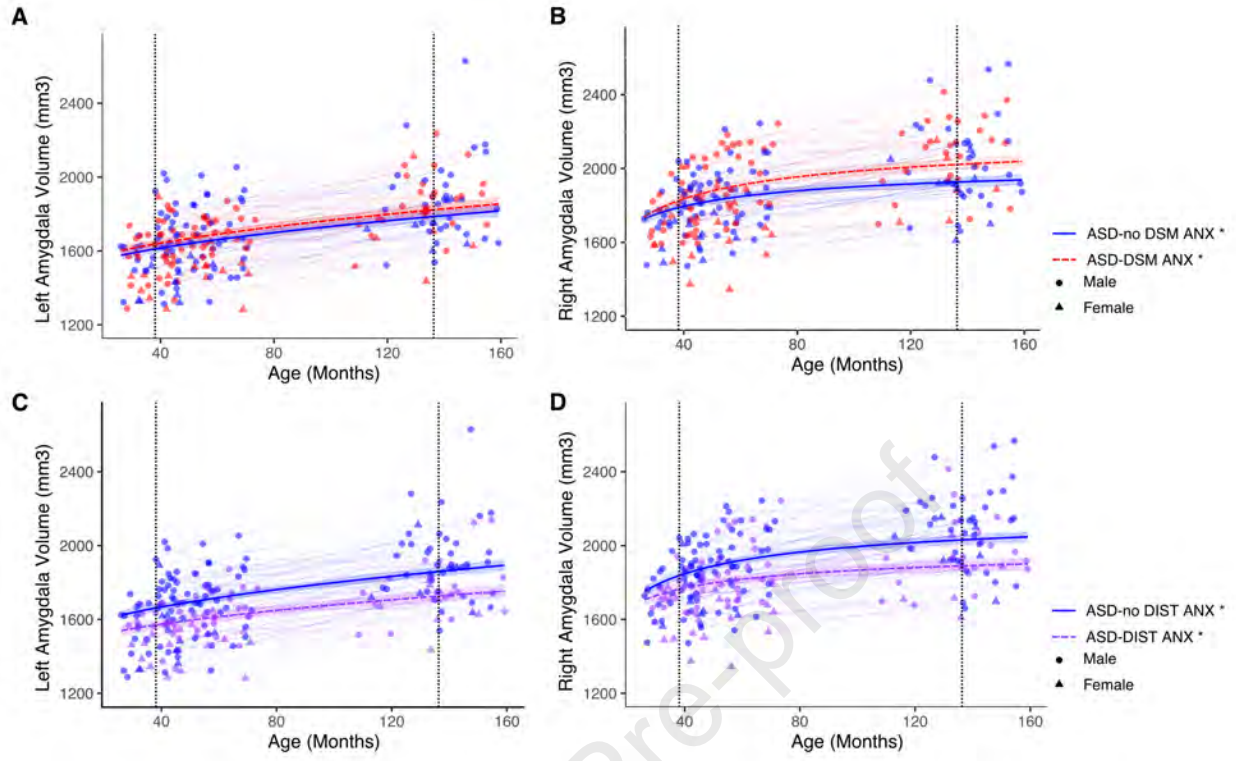 A
B
Left Amygdala Volume (mm3)
2400
2000
1600
1200
40
80
120
160
Age (Months)
Right Amygdala Volume (mm3)
2400
2000
1600
1200
40
80
120
160
Age (Months)
ASD-no DSM ANX *
ASD-DSM ANX *
Male
Female
C
D
Left Amygdala Volume (mm3)
2400
2000
1600
1200
40
80
120
160
Age (Months)
Right Amygdala Volume (mm3)
2400
2000
1600
1200
40
80
120
160
Age (Months)
ASD-no DIST ANX *
ASD-DIST ANX *
Male
Female
Pre-proof